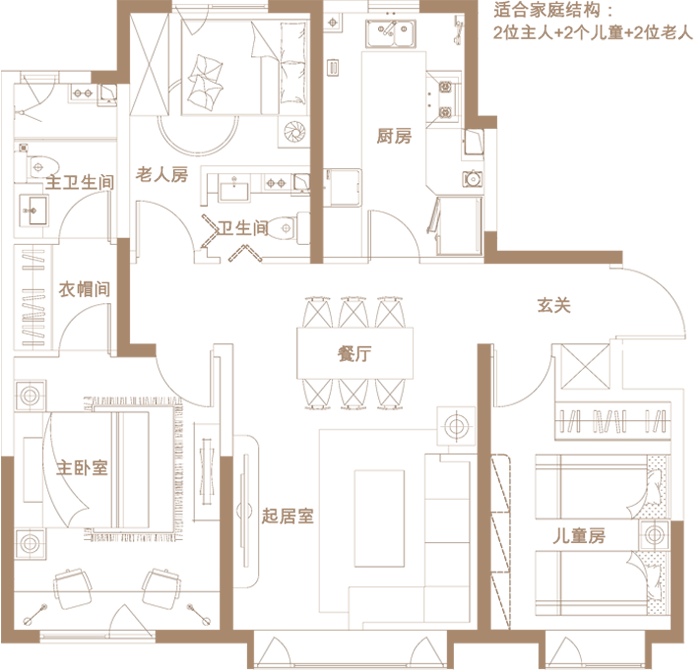 适合家庭结构：
2位主人+2个儿童+2位老人
厨房
老人房
主卫生间
卫生间
衣帽间
玄关
餐厅
主卧室
起居室
儿童房